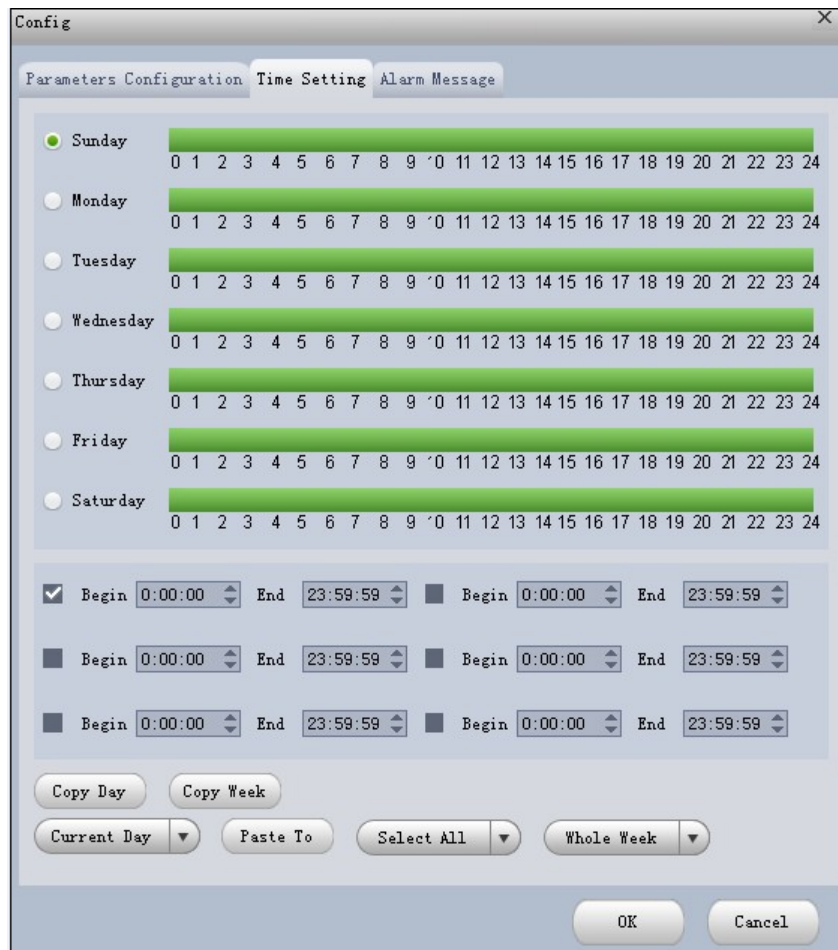 Config
Parameters Configuration Time Setting Alarm Message
Sunday
0 1 2 3 4 5 6 7 8 9 10 11 12 13 14 15 16 17 18 19 20 21 22 23 24
Monday
0 1 2 3 4 5 6 7 8 9 10 11 12 13 14 15 16 17 18 19 20 21 22 23 24
Tuesday
0 1 2 3 4 5 6 7 8 9 10 11 12 13 14 15 16 17 18 19 20 21 22 23 24
Wednesday
0 1 2 3 4 5 6 7 8 9 10 11 12 13 14 15 16 17 18 19 20 21 22 23 24
Thursday
0 1 2 3 4 5 6 7 8 9 10 11 12 13 14 15 16 17 18 19 20 21 22 23 24
Friday
0 1 2 3 4 5 6 7 8 9 10 11 12 13 14 15 16 17 18 19 20 21 22 23 24
Saturday
0 1 2 3 4 5 6 7 8 9 10 11 12 13 14 15 16 17 18 19 20 21 22 23 24
Begin 0:00:00 End 23:59:59 Begin 0:00:00 End 23:59:59
Begin 0:00:00 End 23:59:59 Begin 0:00:00 End 23:59:59
Begin 0:00:00 End 23:59:59 Begin 0:00:00 End 23:59:59
Copy Day Copy Week
Current Day Paste To Select All Whole Week
OK Cancel